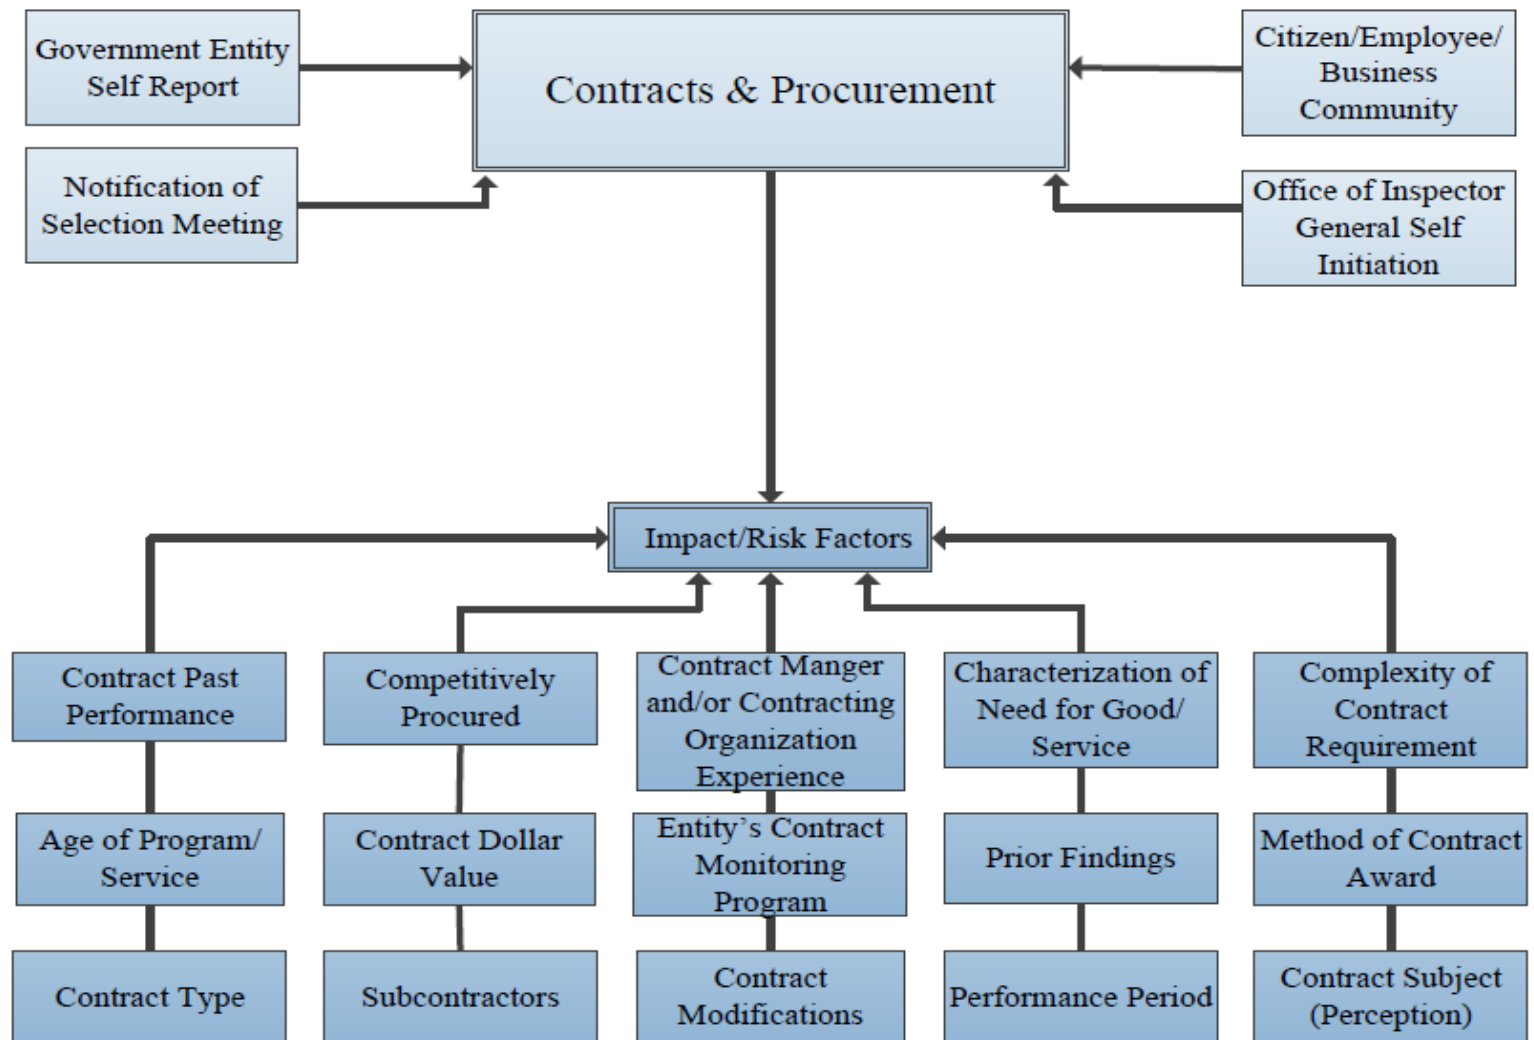 Government Entity
Self Report
Contracts & Procurement
Citizen/Employee/
Business
Community
Notification of
Selection Meeting
Office of Inspector
General Self
Initiation
Impact/Risk Factors
Contract Past
Performance
Competitively
Procured
Contract Manger
and/or Contracting
Organization
Experience
Characterization of
Need for Good/
Service
Complexity of
Contract
Requirement
Age of Program/
Service
Contract Dollar
Value
Entity’s Contract
Monitoring
Program
Prior Findings
Method of Contract
Award
Contract Type
Subcontractors
Contract
Modifications
Performance Period
Contract Subject
(Perception)